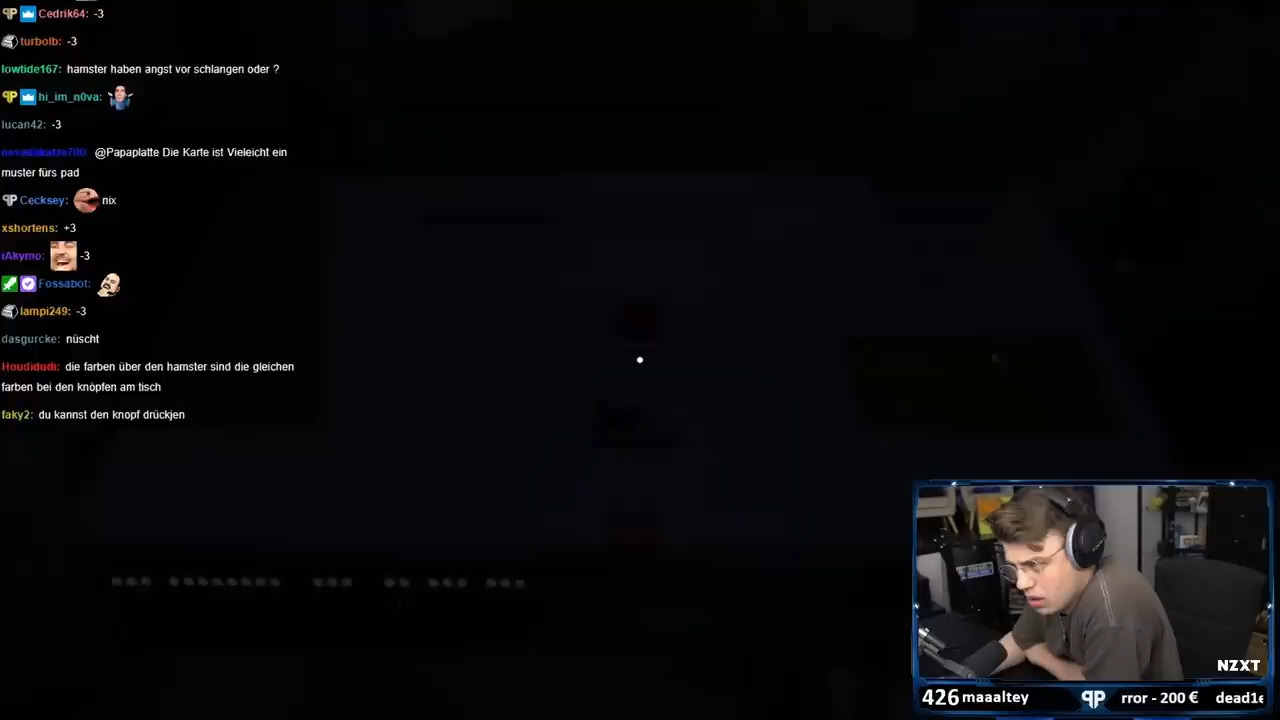 Cedrik64: -3
turbolb: -3
lowtide167: hamster haben angst vor schlangen oder ?
hi_im_n0va:
lucan42: -3
@Papaplatte Die Karte ist Vieleicht ein
muster fürs pad
Cecksey: nix
xshortens: +3
iAkymo: -3
Fossabot:
lampi249: -3
dasgurcke: nüscht
Houdidudi: die farben über den hamster sind die gleichen
farben bei den knöpfen am tisch
faky2: du kannst den knopf drückjen
NZXT
426 maaaltey PP rror - 200 € dead1e